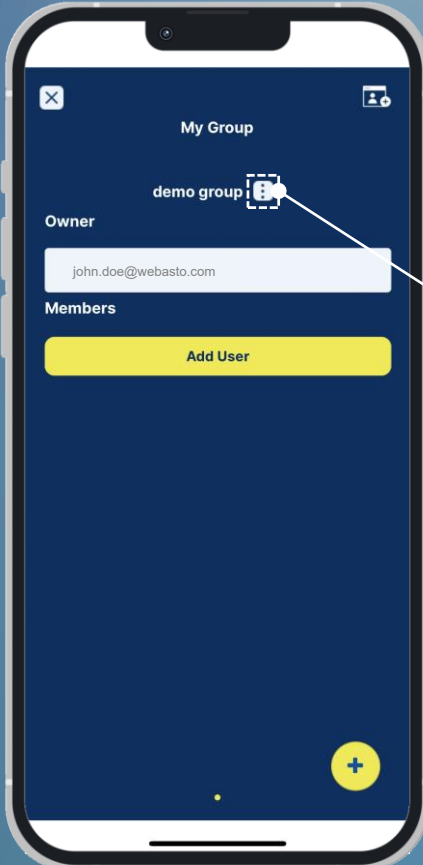 My Group
demo group
Owner
john.doe@webasto.com
Members
Add User